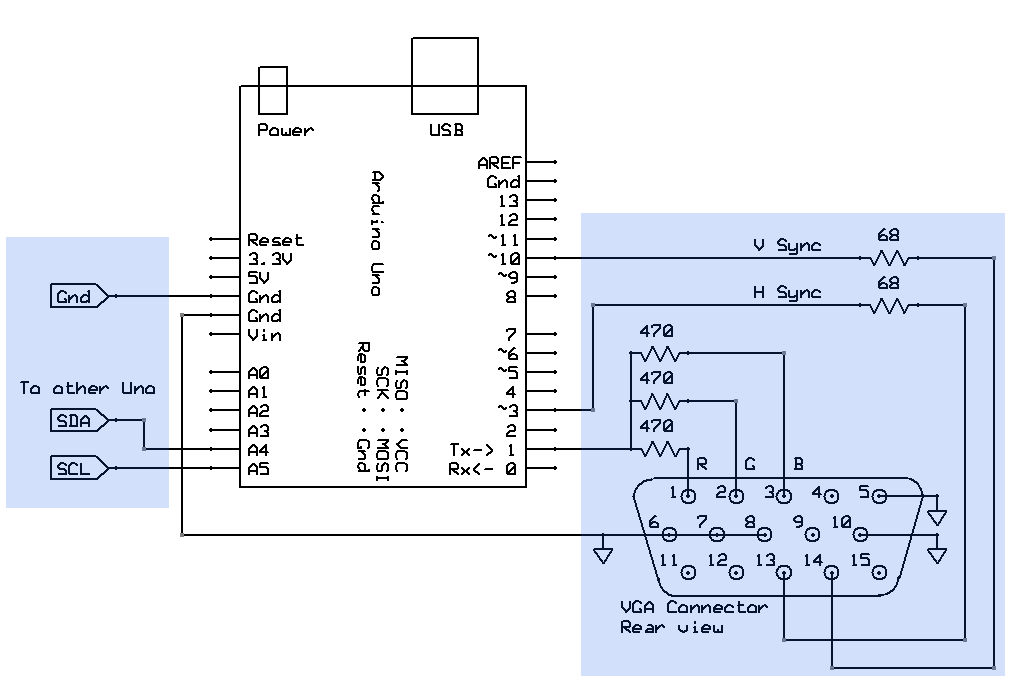 Power
USB
Arduino Uno
AREF
Gnd
13
12
~11
~10
~9
8
7
~6
~5
4
~3
2
Tx-> 1
Rx<- 0
Reset
3.3V
5V
Gnd
Gnd
Vin
A0
A1
A2
A3
A4
A5
MISO · · VCC
SCK · · MOSI
Reset · · Gnd
Gnd
To other Uno
SDA
SCL
V Sync
68
H Sync
68
470
470
470
R G B
1 2 3 4 5
6 7 8 9 10
11 12 13 14 15
VGA Connector
Rear view